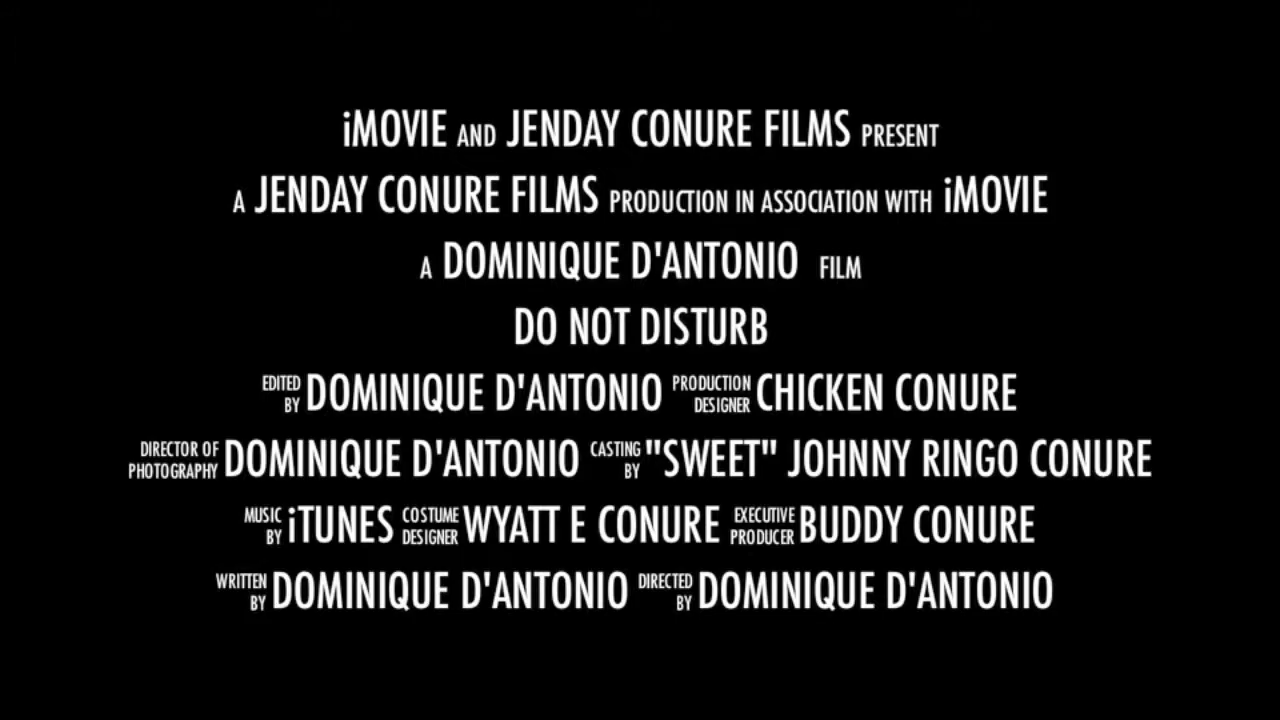 iMOVIE AND JENDAY CONURE FILMS PRESENT
A JENDAY CONURE FILMS PRODUCTION IN ASSOCIATION WITH iMOVIE
A DOMINIQUE D'ANTONIO FILM
DO NOT DISTURB
EDITED BY DOMINIQUE D'ANTONIO PRODUCTION DESIGNER CHICKEN CONURE
DIRECTOR OF PHOTOGRAPHY DOMINIQUE D'ANTONIO CASTING BY "SWEET" JOHNNY RINGO CONURE
MUSIC BY iTUNES COSTUME DESIGNER WYATT E CONURE EXECUTIVE PRODUCER BUDDY CONURE
WRITTEN BY DOMINIQUE D'ANTONIO DIRECTED BY DOMINIQUE D'ANTONIO